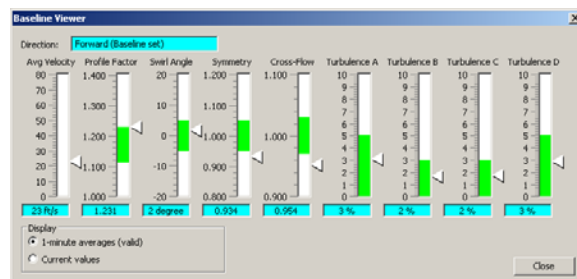 Baseline Viewer
Direction: Forward (Baseline set)
Avg Velocity Profile Factor Swirl Angle Symmetry Cross-Flow Turbulence A Turbulence B Turbulence C Turbulence D
80 1.400 20 1.200 1.100 10 10 10 10
70 9 9 9 9
60 1.300 10 1.100 8 8 8 8
50 7 7 7 7
40 1.200 0 1.000 1.000 6 6 6 6
30 5 5 5 5
20 1.100 -10 0.900 4 4 4 4
10 3 3 3 3
2 2 2 2
1 1 1 1
0 1.000 -20 0.800 0.900 0 0 0 0
23 ft/s 1.231 2 degree 0.934 0.954 3 % 2 % 2 % 3 %
Display
1-minute averages (valid)
Current values
Close